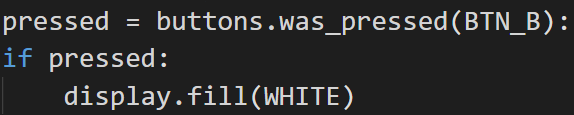 pressed = buttons.was_pressed(BTN_B):
if pressed:
    display.fill(WHITE)